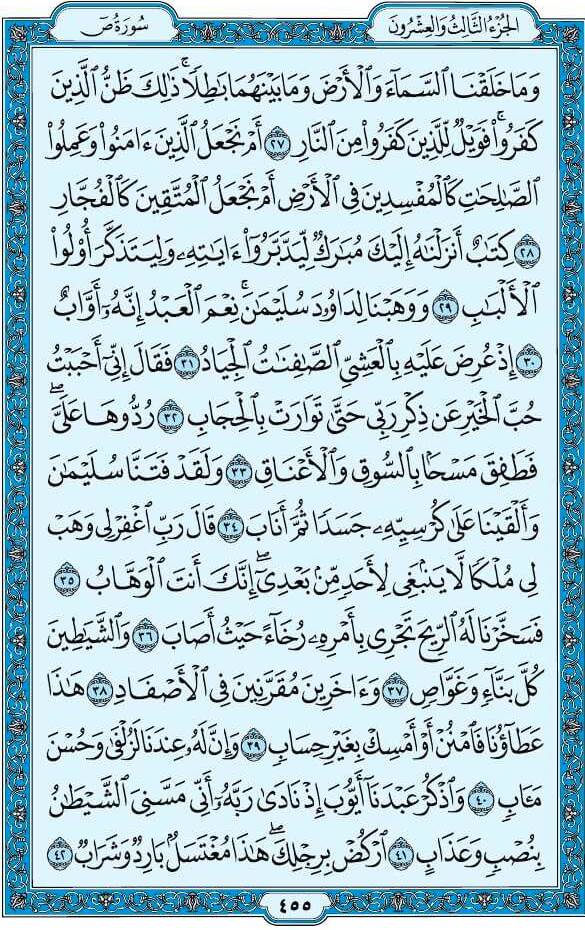 الجزء الثالث والعشرون
سورة ص
وَمَا خَلَقْنَا ٱلسَّمَآءَ وَٱلْأَرْضَ وَمَا بَيْنَهُمَا بَٰطِلًا ۚ ذَٰلِكَ ظَنُّ ٱلَّذِينَ
كَفَرُوا۟ ۚ فَوَيْلٌ لِّلَّذِينَ كَفَرُوا۟ مِنَ ٱلنَّارِ ٢٧ أَمْ نَجْعَلُ ٱلَّذِينَ ءَامَنُوا۟ وَعَمِلُوا۟
ٱلصَّٰلِحَٰتِ كَٱلْمُفْسِدِينَ فِى ٱلْأَرْضِ أَمْ نَجْعَلُ ٱلْمُتَّقِينَ كَٱلْفُجَّارِ
٢٨ كِتَٰبٌ أَنزَلْنَٰهُ إِلَيْكَ مُبَٰرَكٌ لِّيَدَّبَّرُوٓا۟ ءَايَٰتِهِۦ وَلِيَتَذَكَّرَ أُو۟لُوا۟
ٱلْأَلْبَٰبِ ٢٩ وَوَهَبْنَا لِدَاوُۥدَ سُلَيْمَٰنَ ۚ نِعْمَ ٱلْعَبْدُ ۖ إِنَّهُۥٓ أَوَّابٌ
٣٠ إِذْ عُرِضَ عَلَيْهِ بِٱلْعَشِىِّ ٱلصَّٰفِنَٰتُ ٱلْجِيَادُ ٣١ فَقَالَ إِنِّىٓ أَحْبَبْتُ
حُبَّ ٱلْخَيْرِ عَن ذِكْرِ رَبِّى حَتَّىٰ تَوَارَتْ بِٱلْحِجَابِ ٣٢ رُدُّوهَا عَلَىَّ ۖ
فَطَفِقَ مَسْحًۢا بِٱلسُّوقِ وَٱلْأَعْنَاقِ ٣٣ وَلَقَدْ فَتَنَّا سُلَيْمَٰنَ
وَأَلْقَيْنَا عَلَىٰ كُرْسِيِّهِۦ جَسَدًا ثُمَّ أَنَابَ ٣٤ قَالَ رَبِّ ٱغْفِرْ لِى وَهَبْ
لِى مُلْكًا لَّا يَنۢبَغِى لِأَحَدٍ مِّنۢ بَعْدِىٓ ۖ إِنَّكَ أَنتَ ٱلْوَهَّابُ ٣٥
فَسَخَّرْنَا لَهُ ٱلرِّيحَ تَجْرِى بِأَمْرِهِۦ رُخَآءً حَيْثُ أَصَابَ ٣٦ وَٱلشَّيَٰطِينَ
كُلَّ بَنَّآءٍ وَغَوَّاصٍ ٣٧ وَءَاخَرِينَ مُقَرَّنِينَ فِى ٱلْأَصْفَادِ ٣٨ هَٰذَا
عَطَآؤُنَا فَٱمْنُنْ أَوْ أَمْسِكْ بِغَيْرِ حِسَابٍ ٣٩ وَإِنَّ لَهُۥ عِندَنَا لَزُلْفَىٰ وَحُسْنَ
مَـَٔابٍ ٤٠ وَٱذْكُرْ عَبْدَنَآ أَيُّوبَ إِذْ نَادَىٰ رَبَّهُۥٓ أَنِّى مَسَّنِىَ ٱلشَّيْطَٰنُ
بِنُصْبٍ وَعَذَابٍ ٤١ ٱرْكُضْ بِرِجْلِكَ ۖ هَٰذَا مُغْتَسَلٌۢ بَارِدٌ وَشَرَابٌ ٤٢
٤٥٥